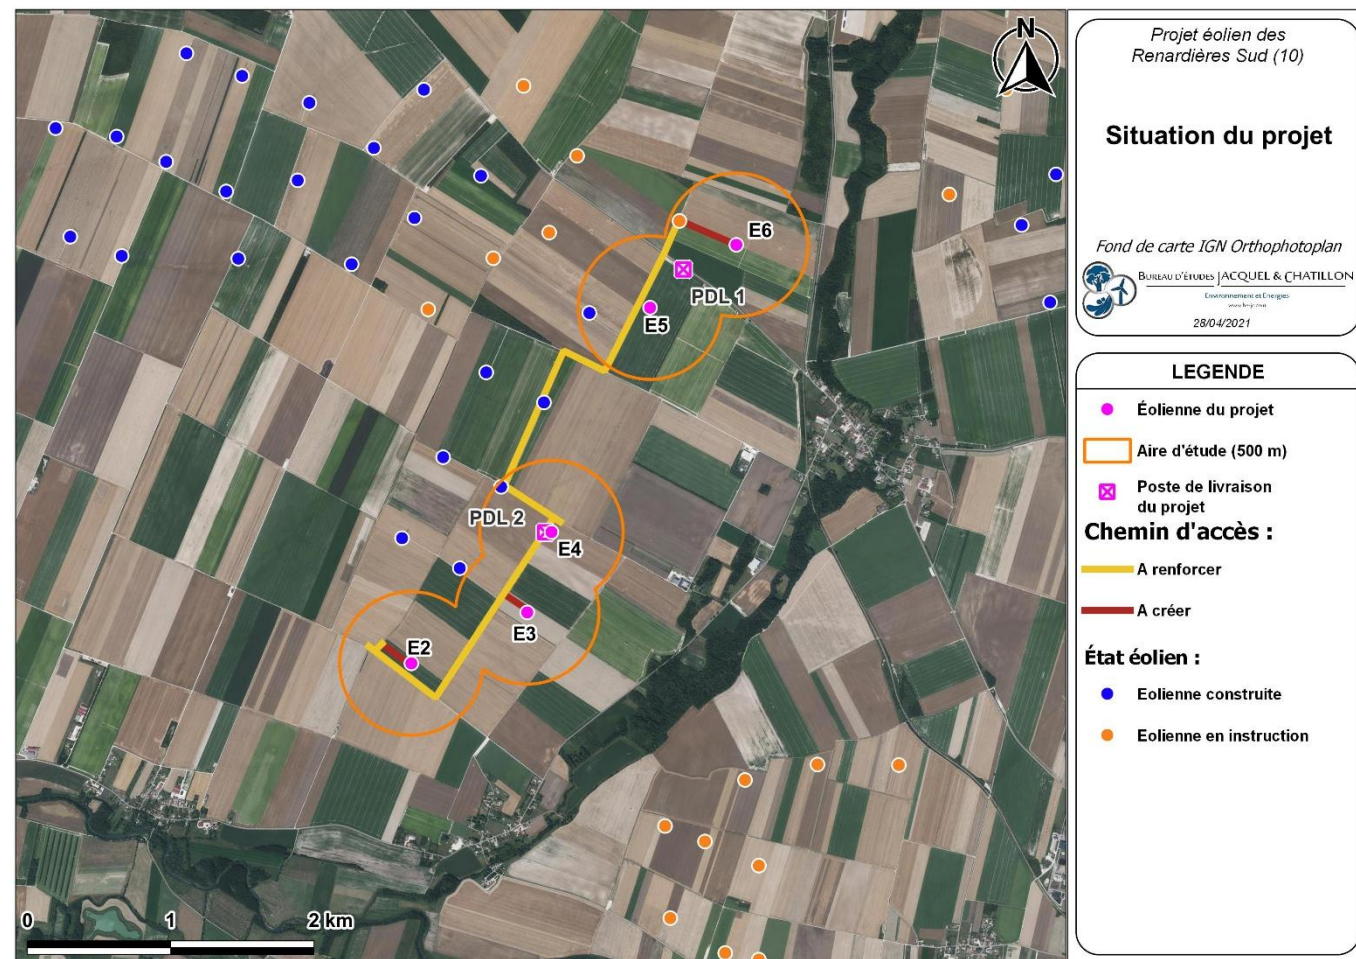 N
E6
PDL 1
E5
PDL 2
E4
E3
E2
0 1 2 km
Projet éolien des
Renardières Sud (10)
Situation du projet
Fond de carte IGN Orthophotoplan
BUREAU D'ÉTUDES JACQUEL & CHATILLON
Environnement et Energies
28/04/2021
LEGENDE
Éolienne du projet
Aire d'étude (500 m)
Poste de livraison
du projet
Chemin d'accès :
A renforcer
A créer
État éolien :
Eolienne construite
Eolienne en instruction